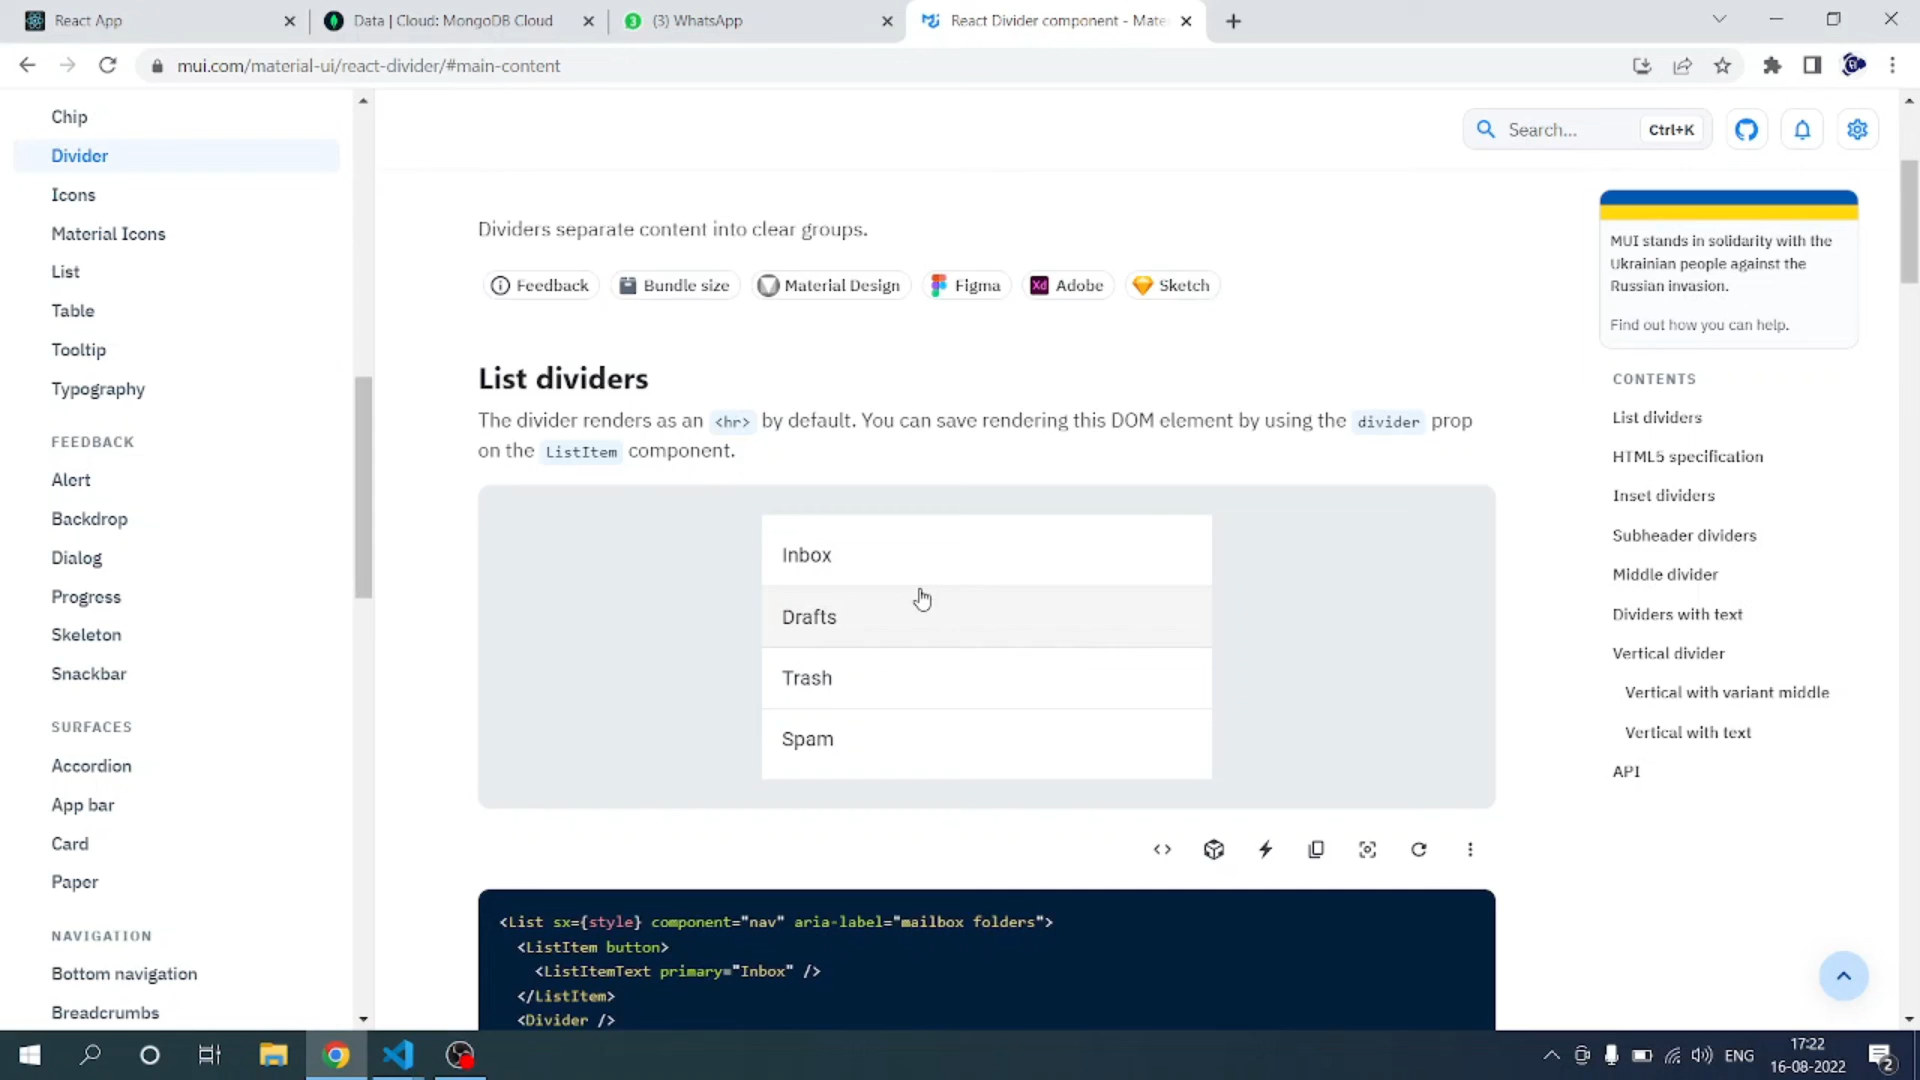 React App
Data | Cloud: MongoDB Cloud
3 (3) WhatsApp
React Divider component - Mate
mui.com/material-ui/react-divider/#main-content
Chip
Divider
Icons
Material Icons
List
Table
Tooltip
Typography
FEEDBACK
Alert
Backdrop
Dialog
Progress
Skeleton
Snackbar
SURFACES
Accordion
App bar
Card
Paper
NAVIGATION
Bottom navigation
Breadcrumbs
Search... Ctrl+K
Dividers separate content into clear groups.
Feedback Bundle size Material Design Figma Xd Adobe Sketch
List dividers
The divider renders as an <hr> by default. You can save rendering this DOM element by using the divider prop
on the ListItem component.
Inbox
Drafts
Trash
Spam
<List sx={style} component="nav" aria-label="mailbox folders">
<ListItem button>
<ListItemText primary="Inbox" />
</ListItem>
<Divider />
MUI stands in solidarity with the
Ukrainian people against the
Russian invasion.
Find out how you can help.
CONTENTS
List dividers
HTML5 specification
Inset dividers
Subheader dividers
Middle divider
Dividers with text
Vertical divider
Vertical with variant middle
Vertical with text
API
ENG
17:22
16-08-2022
2